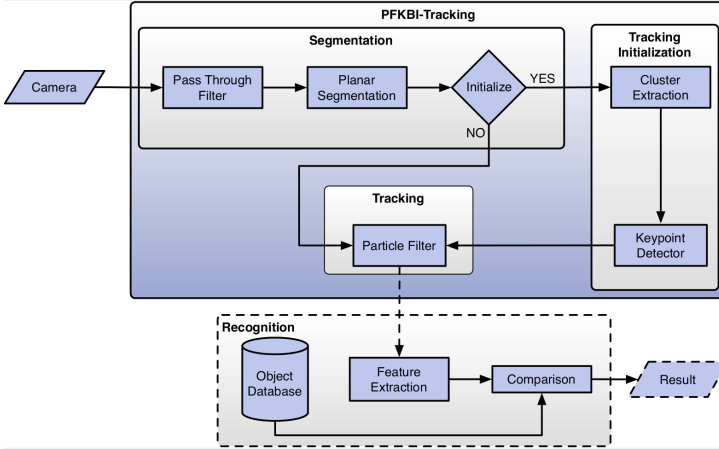 PFKBI-Tracking
Segmentation
Tracking
Initialization
Camera
Pass Through
Filter
Planar
Segmentation
Initialize
YES
NO
Cluster
Extraction
Tracking
Particle Filter
Keypoint
Detector
Recognition
Object
Database
Feature
Extraction
Comparison
Result